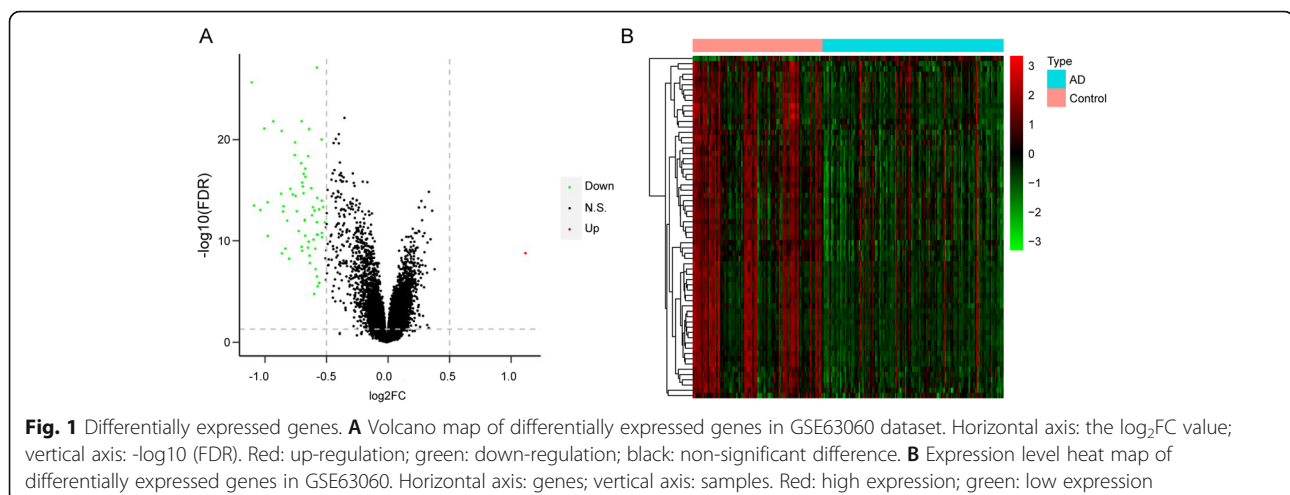 A
20
10
0
-log10(FDR)
-1.0 -0.5 0.0 0.5 1.0
log2FC
Down
N.S.
Up
B
3
2
1
0
−1
−2
−3
Type
AD
Control
Fig. 1 Differentially expressed genes. A Volcano map of differentially expressed genes in GSE63060 dataset. Horizontal axis: the log₂FC value;
vertical axis: -log10 (FDR). Red: up-regulation; green: down-regulation; black: non-significant difference. B Expression level heat map of
differentially expressed genes in GSE63060. Horizontal axis: genes; vertical axis: samples. Red: high expression; green: low expression